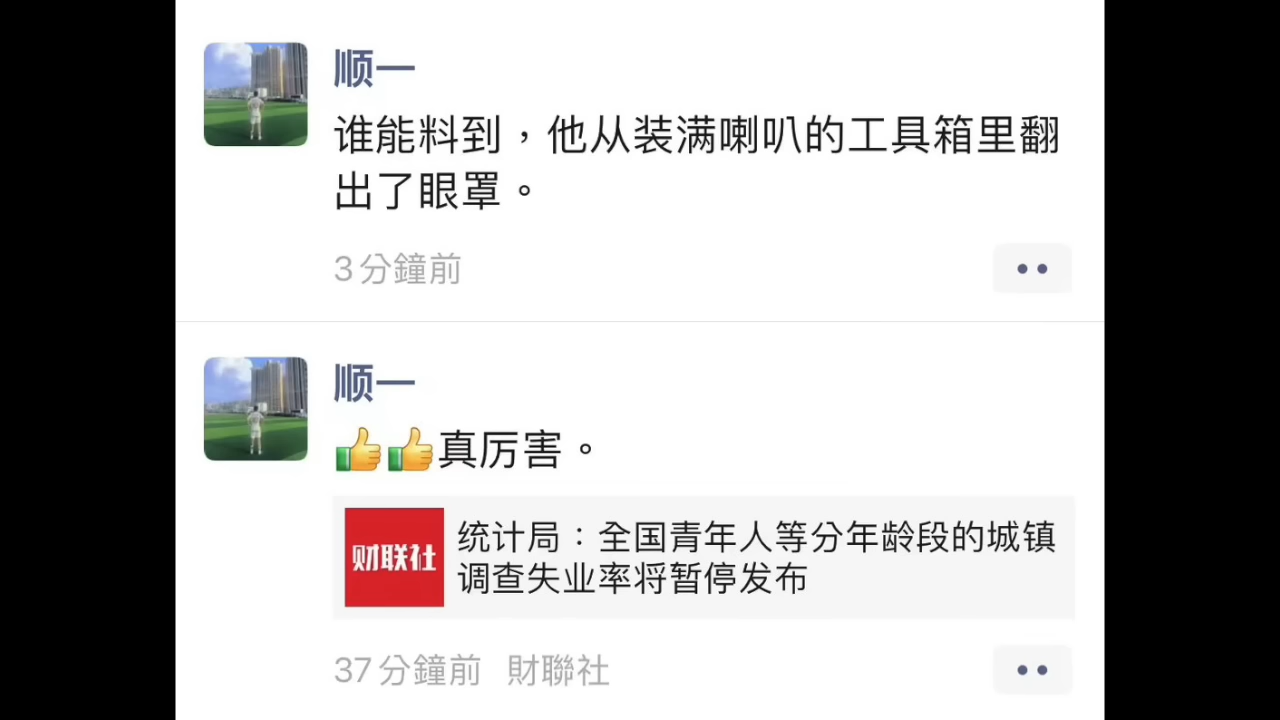 顺一
谁能料到，他从装满喇叭的工具箱里翻
出了眼罩。
3分鐘前
顺一
👍👍真厉害。
财联社
统计局：全国青年人等分年龄段的城镇
调查失业率将暂停发布
37分鐘前 財聯社